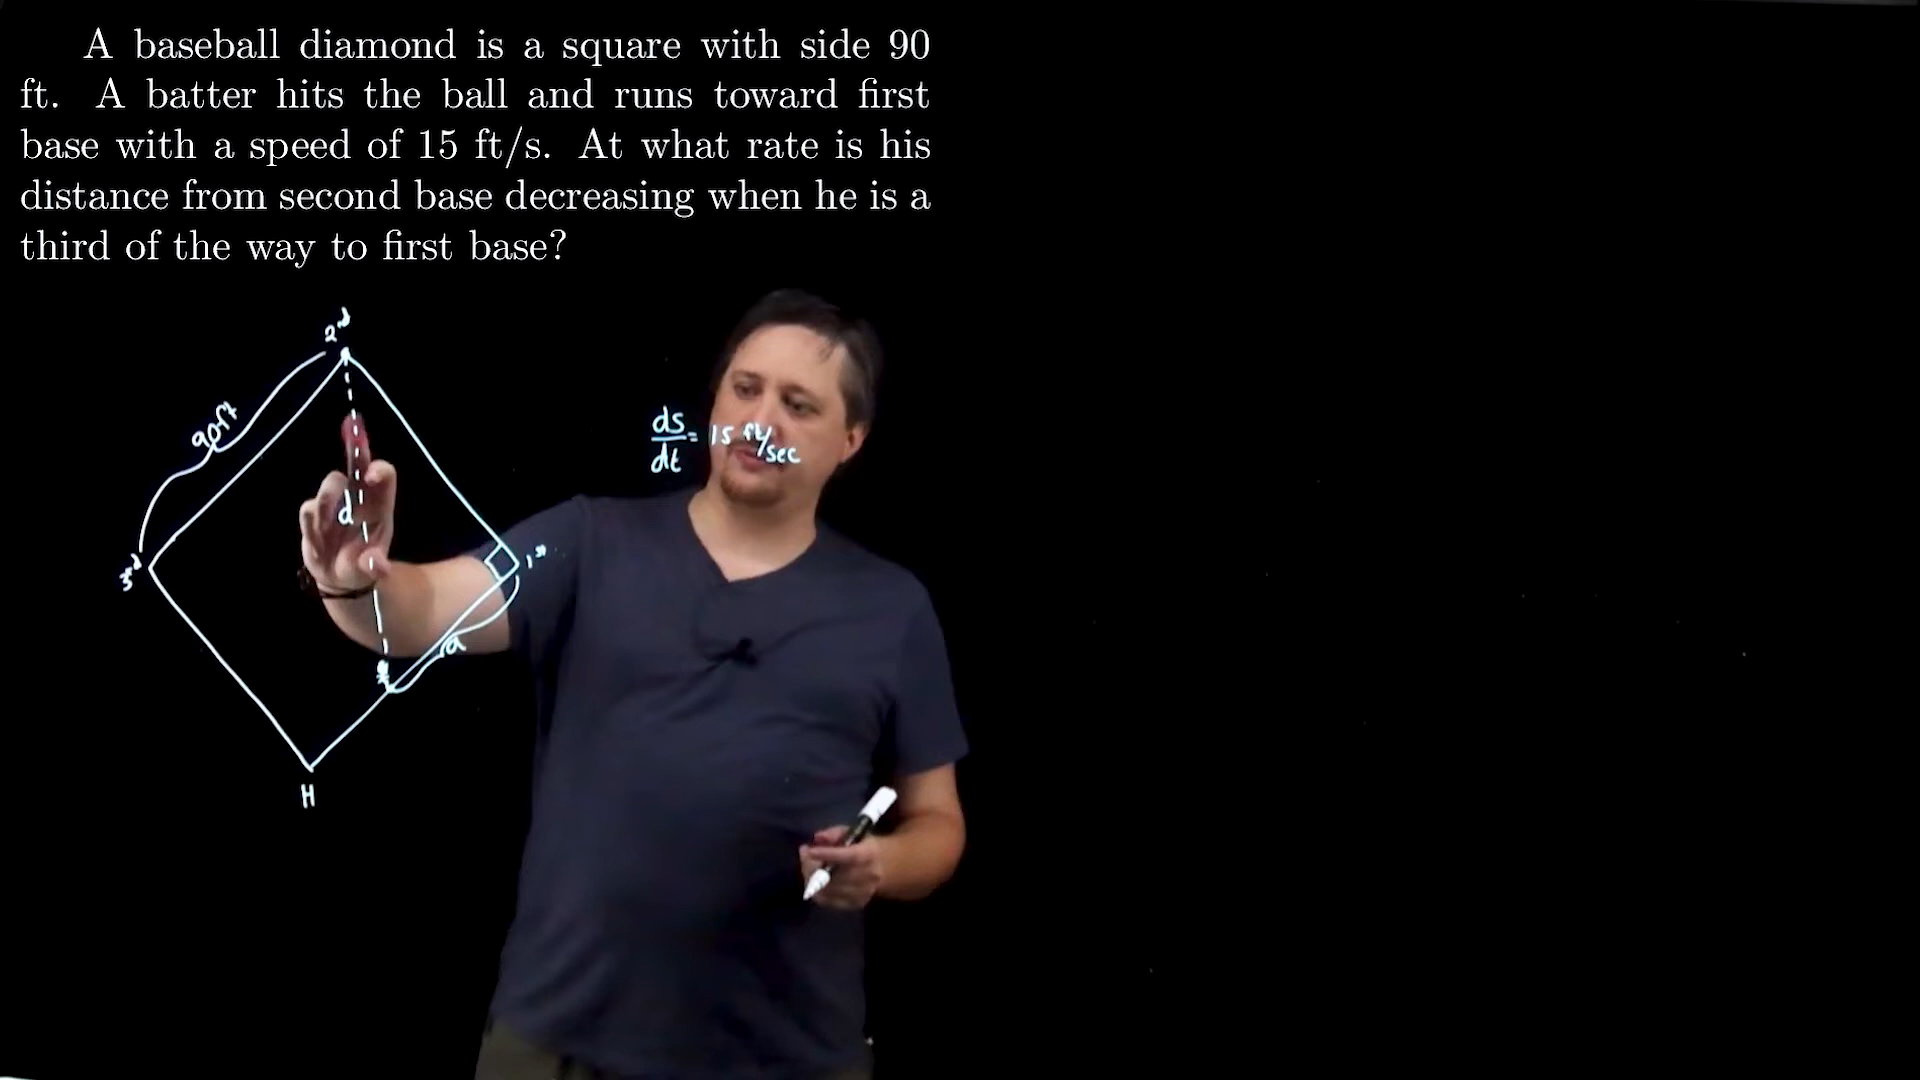 A baseball diamond is a square with side 90
ft. A batter hits the ball and runs toward first
base with a speed of 15 ft/s. At what rate is his
distance from second base decreasing when he is a
third of the way to first base?
2nd
90ft
ds/dt = 15 ft/sec
d
3rd
1st
a
H